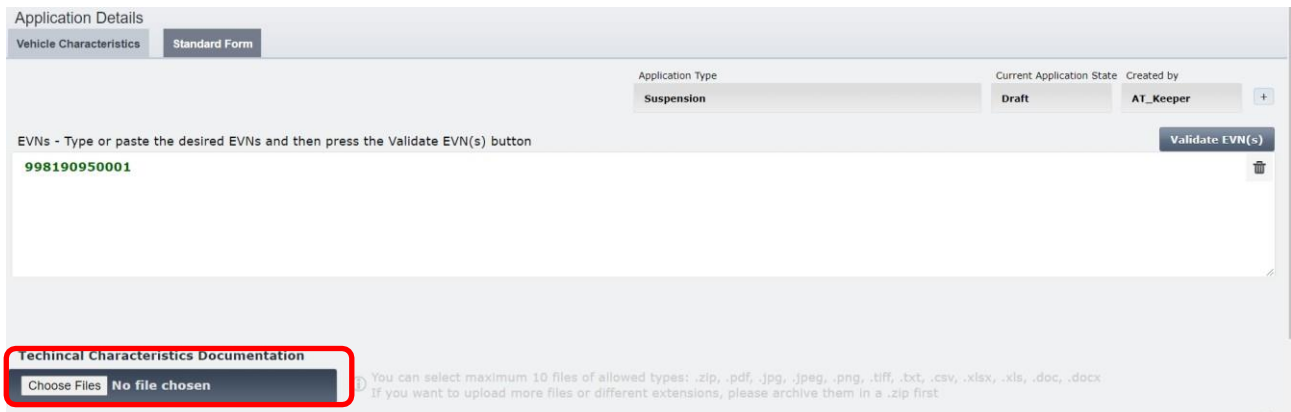 Application Details
Vehicle Characteristics Standard Form
Application Type Current Application State Created by
Suspension Draft AT_Keeper +
EVNs - Type or paste the desired EVNs and then press the Validate EVN(s) button Validate EVN(s)
998190950001
Techincal Characteristics Documentation
Choose Files No file chosen
You can select maximum 10 files of allowed types: .zip, .pdf, .jpg, .jpeg, .png, .tiff, .txt, .csv, .xlsx, .xls, .doc, .docx
If you want to upload more files or different extensions, please archive them in a .zip first